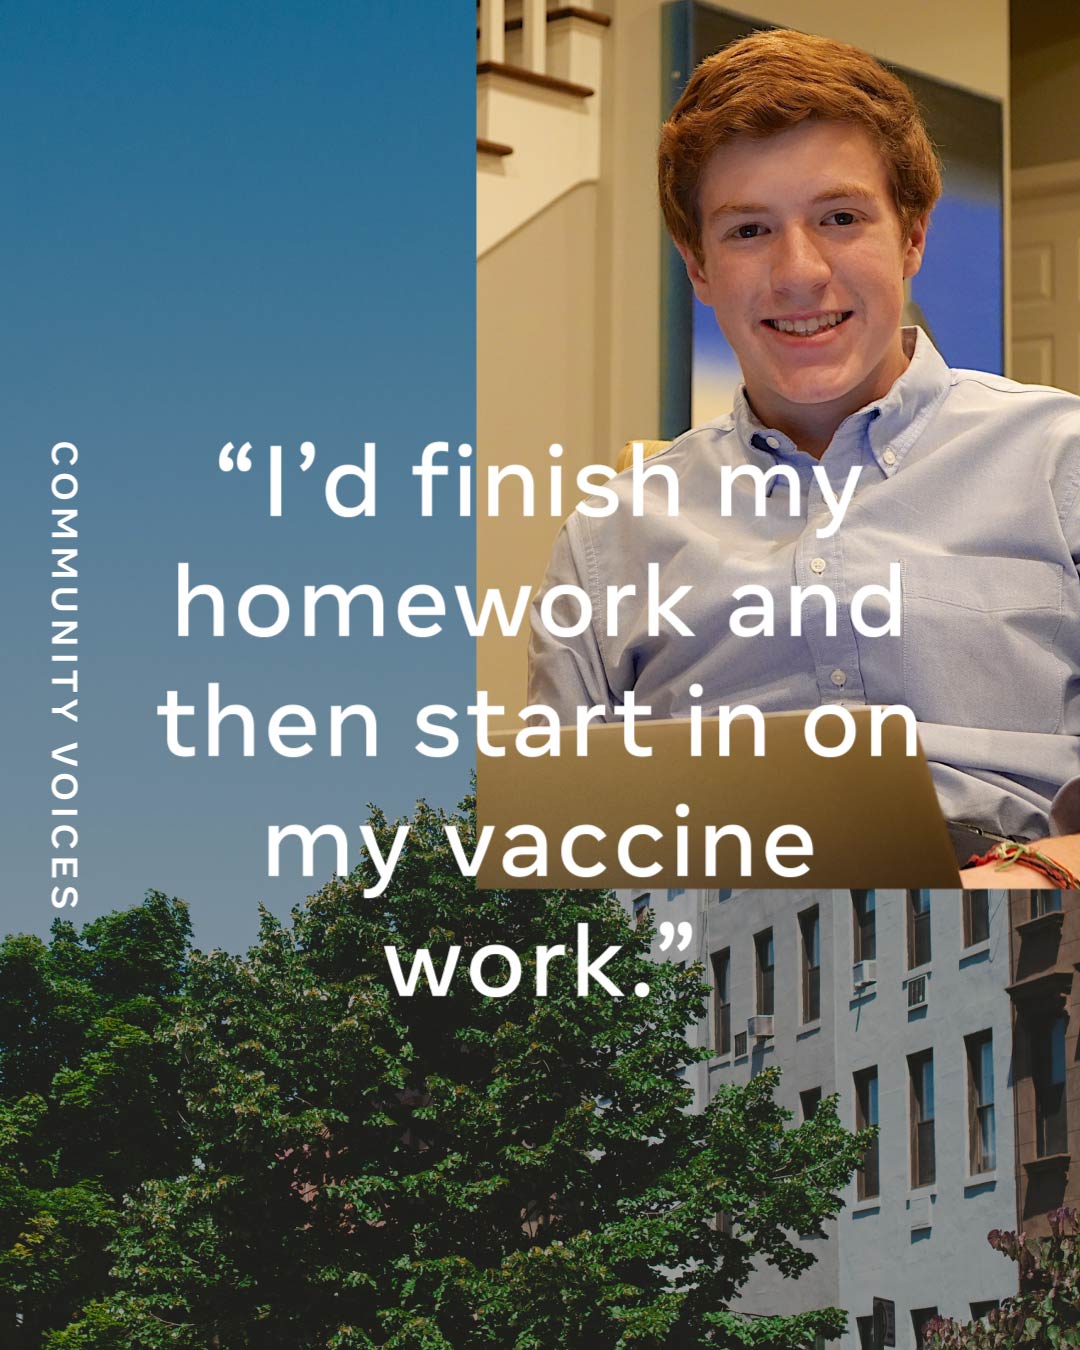 COMMUNITY VOICES
“I’d finish my
homework and
then start in on
my vaccine
work.”